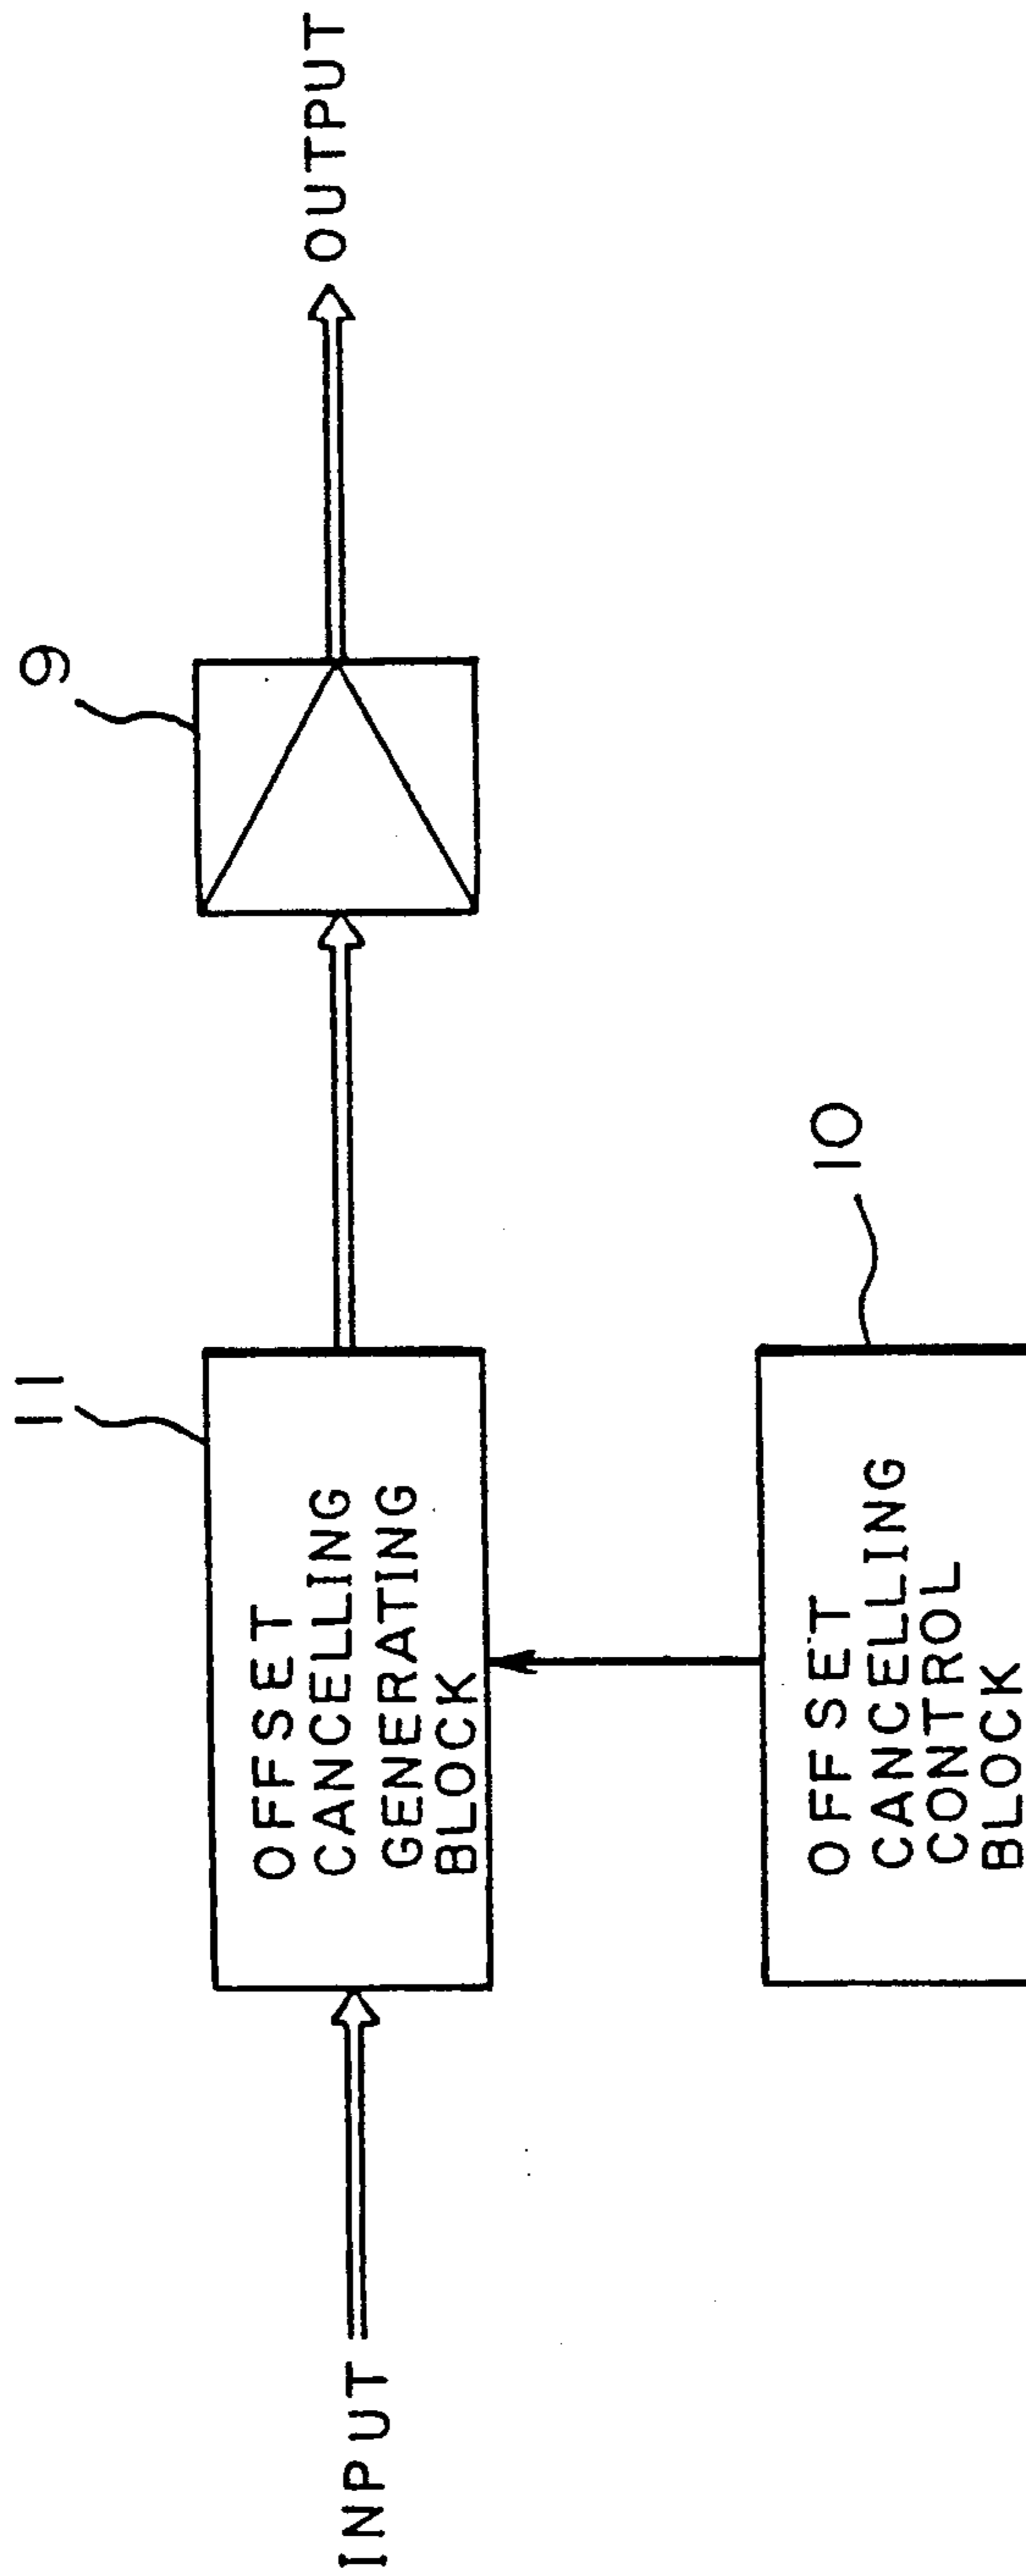 11
9
INPUT
OFFSET
CANCELLING
GENERATING
BLOCK
OUTPUT
10
OFFSET
CANCELLING
CONTROL
BLOCK